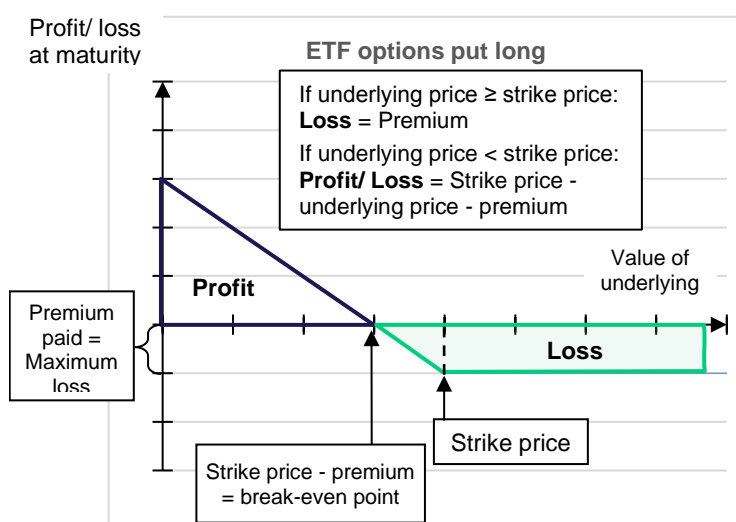 Profit/ loss
at maturity
ETF options put long
If underlying price ≥ strike price:
Loss = Premium
If underlying price < strike price:
Profit/ Loss = Strike price -
underlying price - premium
Value of
underlying
Profit
Premium
paid =
Maximum
loss
Loss
Strike price
Strike price - premium
= break-even point